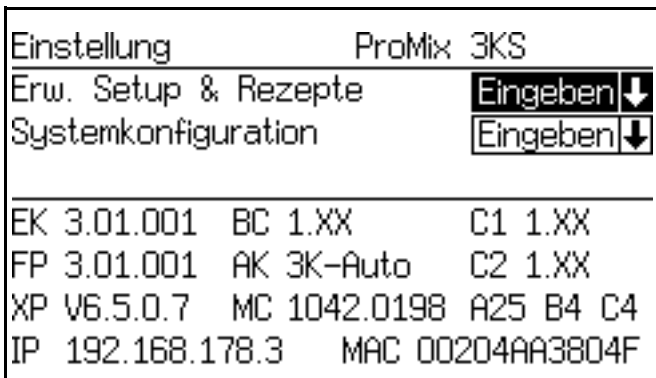 Einstellung ProMix 3KS
Erw. Setup & Rezepte Eingeben
Systemkonfiguration Eingeben
EK 3.01.001 BC 1.XX C1 1.XX
FP 3.01.001 AK 3K-Auto C2 1.XX
XP V6.5.0.7 MC 1042.0198 A25 B4 C4
IP 192.168.178.3 MAC 00204AA3804F